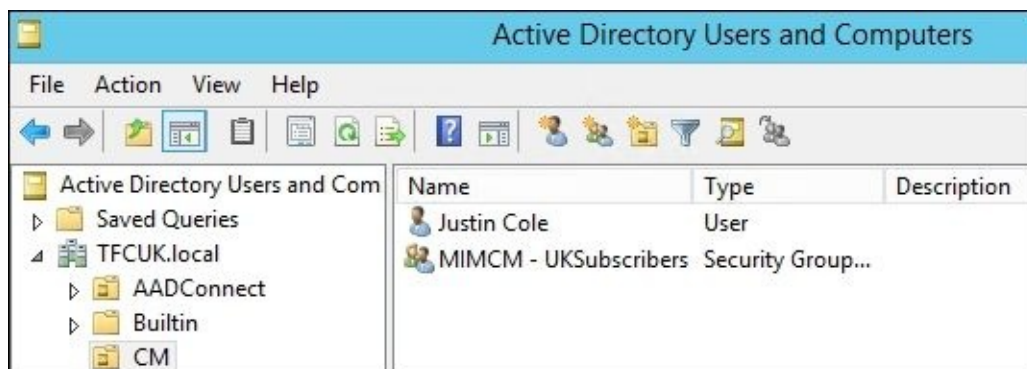 Active Directory Users and Computers
File Action View Help
Active Directory Users and Com
Saved Queries
TFCUK.local
AADConnect
Builtin
CM
Name Type Description
Justin Cole User
MIMCM - UKSubscribers Security Group...